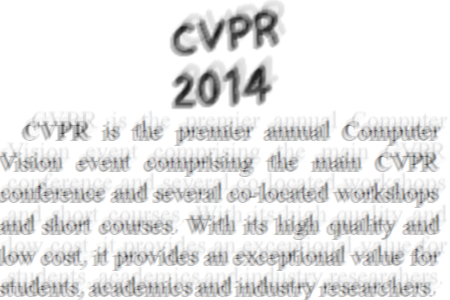 CVPR
2014
CVPR is the premier annual Computer
Vision event comprising the main CVPR
conference and several co-located workshops
and short courses. With its high quality and
low cost, it provides an exceptional value for
students, academics and industry researchers.